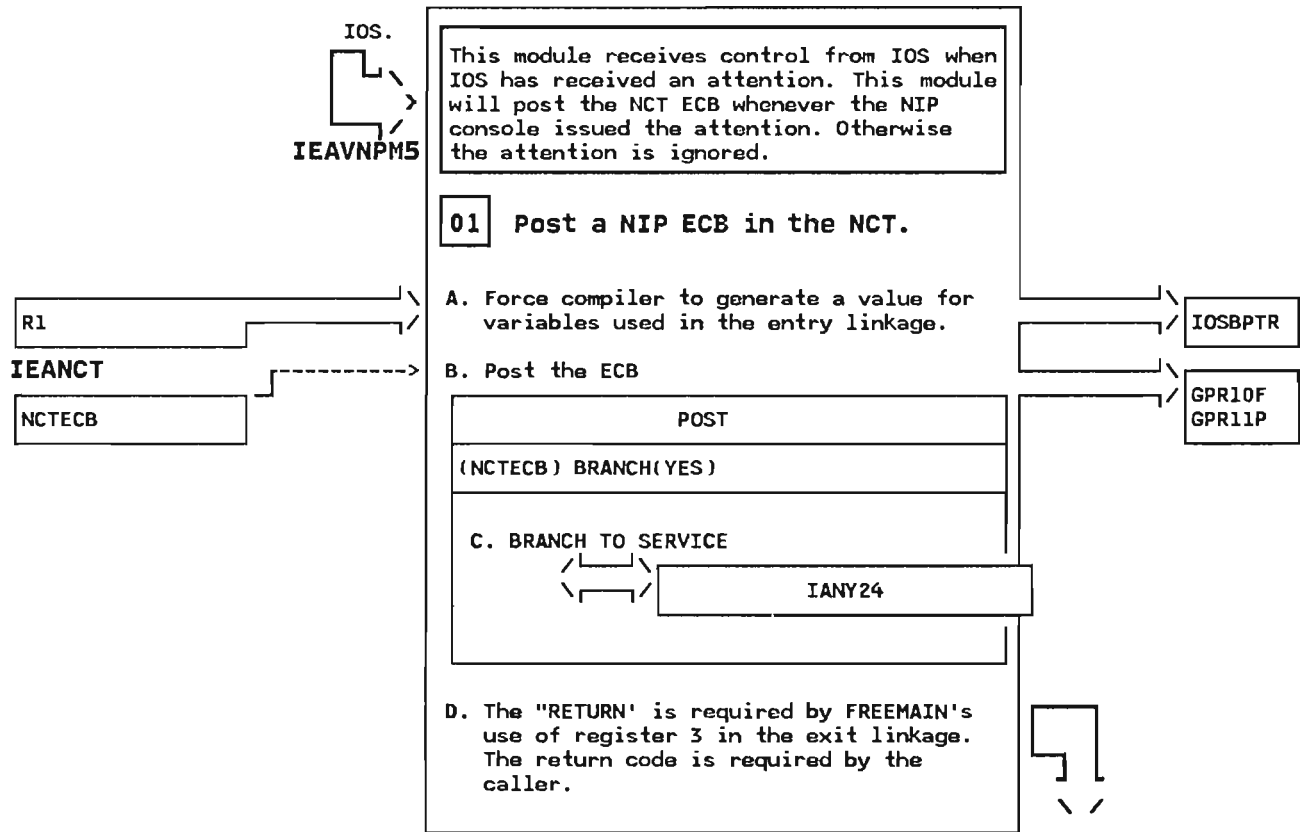 IOS.
This module receives control from IOS when
IOS has received an attention. This module
will post the NCT ECB whenever the NIP
console issued the attention. Otherwise
the attention is ignored.
IEAVNPM5
01 Post a NIP ECB in the NCT.
A. Force compiler to generate a value for
variables used in the entry linkage.
R1
IOSBPTR
IEANCT
B. Post the ECB
NCTECB
GPR10F
GPR11P
POST
(NCTECB) BRANCH(YES)
C. BRANCH TO SERVICE
IANY24
D. The "RETURN' is required by FREEMAIN's
use of register 3 in the exit linkage.
The return code is required by the
caller.